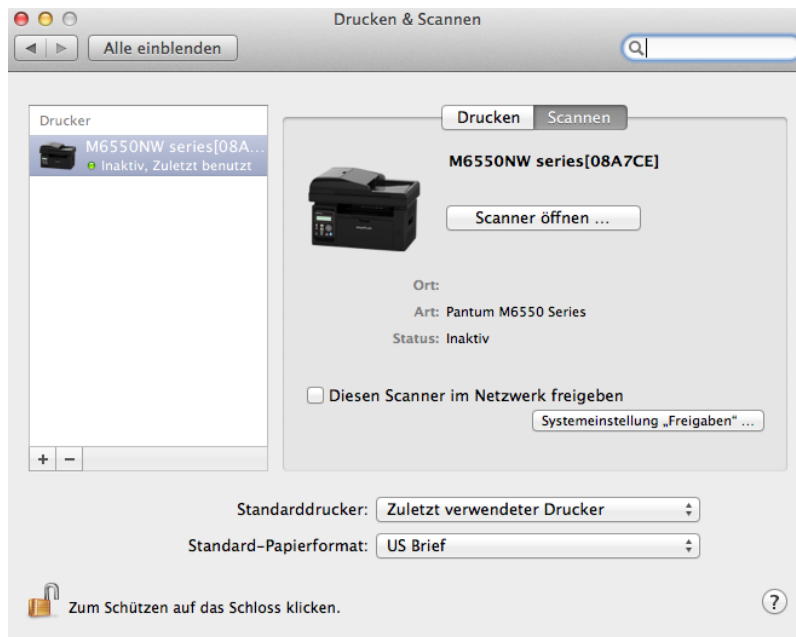 Drucken & Scannen
Alle einblenden
Drucker
M6550NW series[08A...
Inaktiv, Zuletzt benutzt
Drucken Scannen
M6550NW series[08A7CE]
Scanner öffnen ...
Ort:
Art: Pantum M6550 Series
Status: Inaktiv
Diesen Scanner im Netzwerk freigeben
Systemeinstellung „Freigaben“ ...
+ −
Standarddrucker: Zuletzt verwendeter Drucker
Standard-Papierformat: US Brief
Zum Schützen auf das Schloss klicken.
?